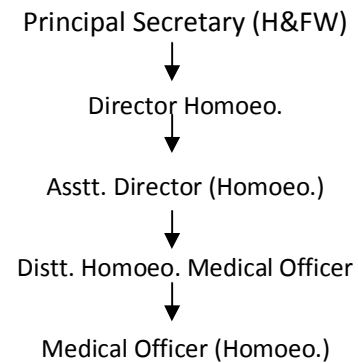 Principal Secretary (H&FW)
Director Homoeo.
Asstt. Director (Homoeo.)
Distt. Homoeo. Medical Officer
Medical Officer (Homoeo.)